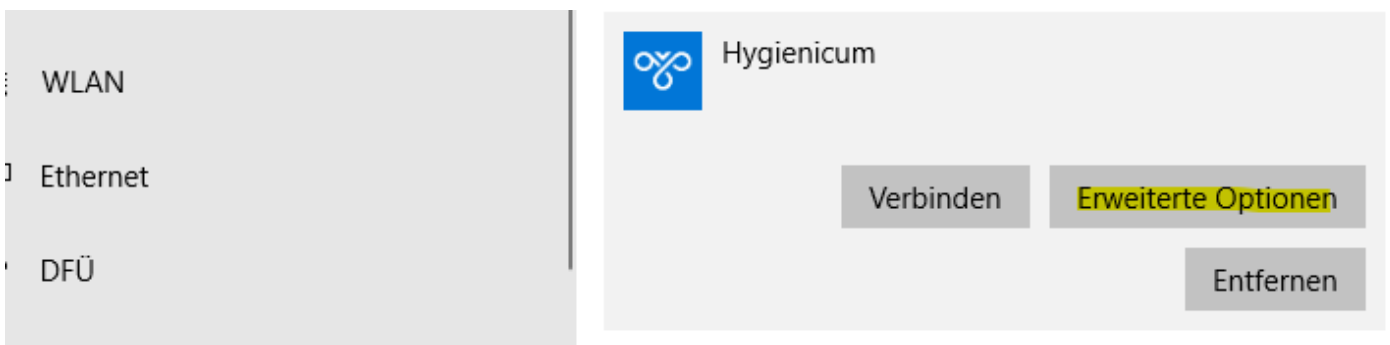 WLAN
Ethernet
DFÜ
Hygienicum
Verbinden
Erweiterte Optionen
Entfernen